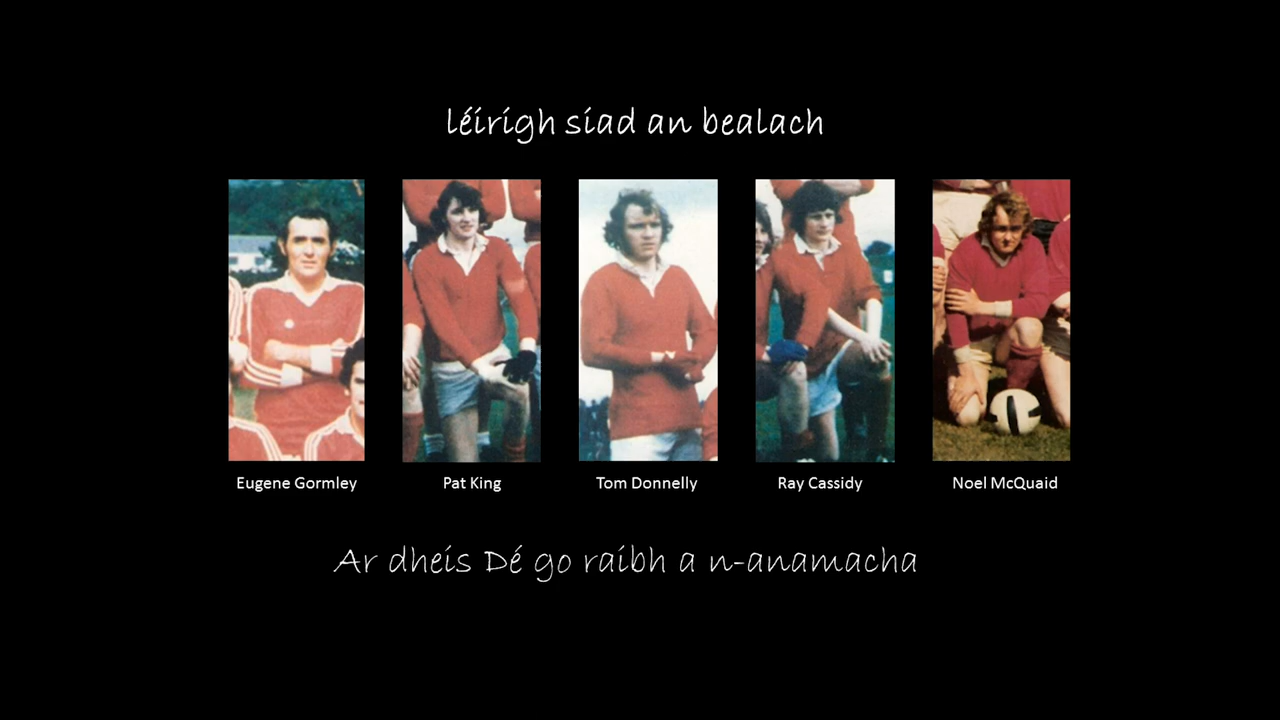 léirigh siad an bealach
Eugene Gormley
Pat King
Tom Donnelly
Ray Cassidy
Noel McQuaid
Ar dheis Dé go raibh a n-anamacha